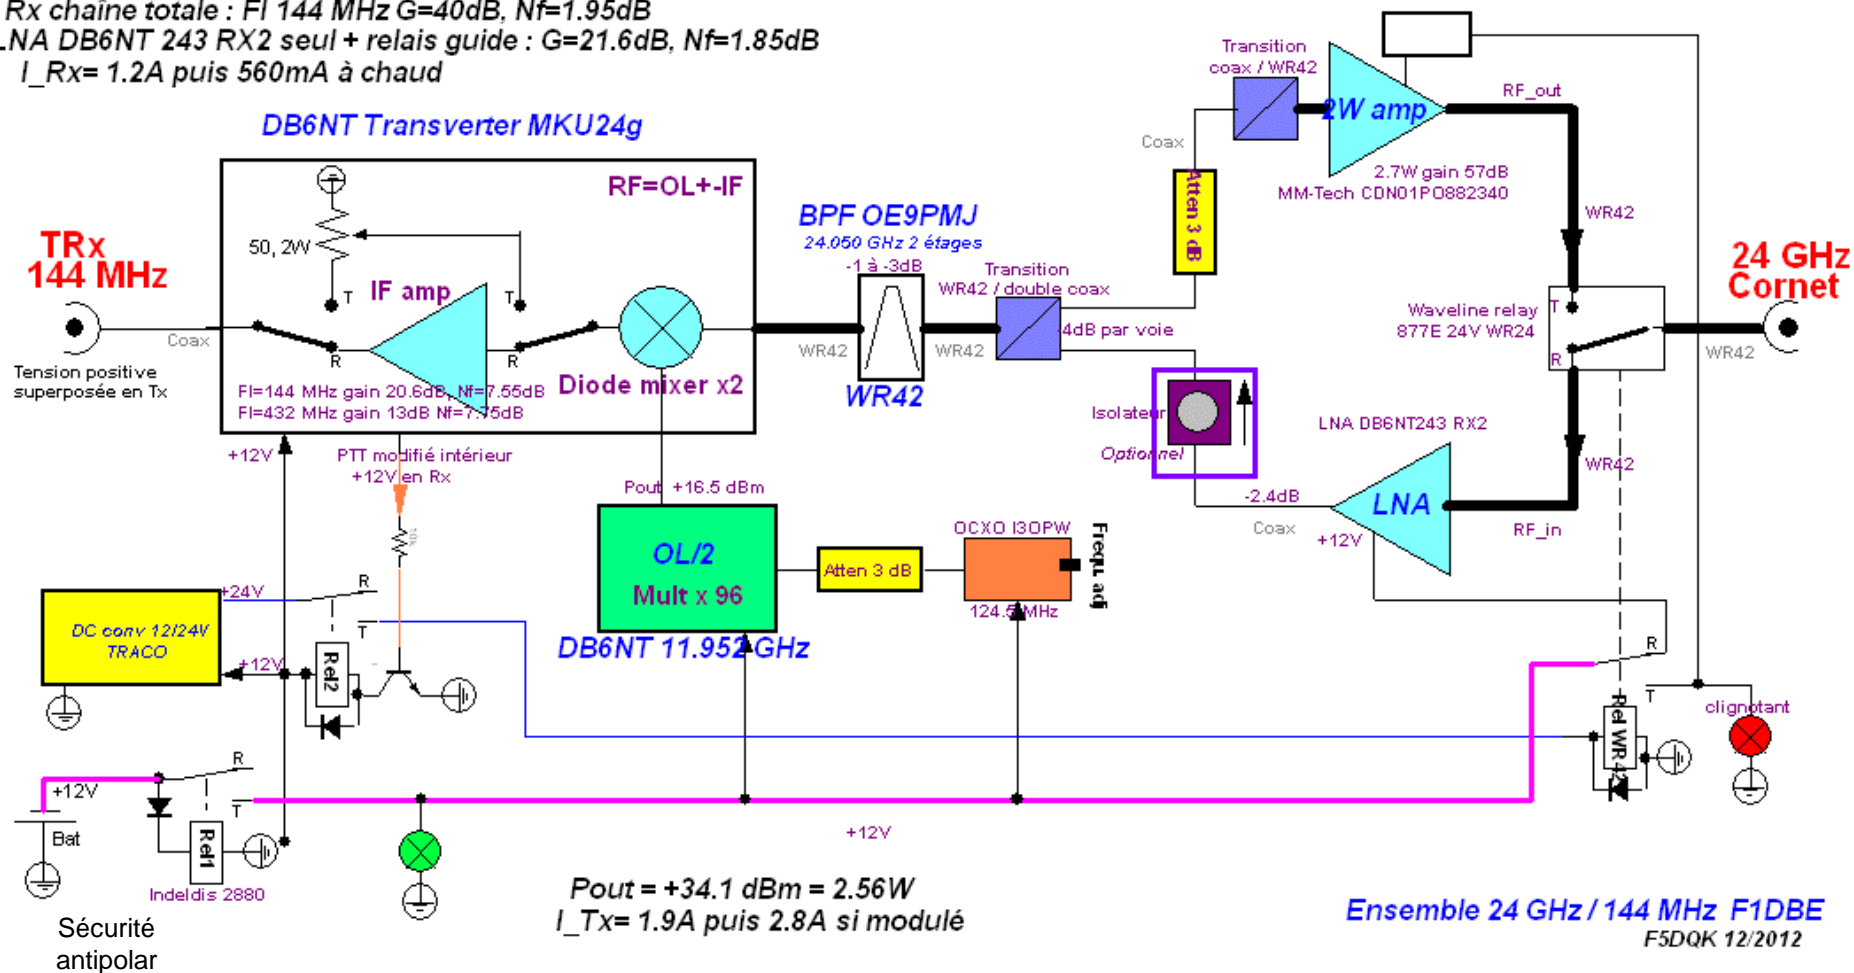 Rx chaîne totale : FI 144 MHz G=40dB, Nf=1.95dB
LNA DB6NT 243 RX2 seul + relais guide : G=21.6dB, Nf=1.85dB
I_Rx= 1.2A puis 560mA à chaud
DB6NT Transverter MKU24g
RF=OL+-IF
50, 2W
IF amp
T
T
R
R
TRx
144 MHz
Coax
Tension positive
superposée en Tx
FI=144 MHz gain 20.6dB, Nf=7.55dB
FI=432 MHz gain 13dB Nf=7.75dB
Diode mixer x2
BPF OE9PMJ
24.050 GHz 2 étages
-1 à -3dB
WR42
WR42
WR42
Transition
WR42 / double coax
-4dB par voie
Coax
Atten 3 dB
Transition
coax / WR42
2W amp
RF_out
2.7W gain 57dB
MM-Tech CDN01PO882340
WR42
24 GHz
Cornet
Waveline relay
877E 24V WR24
T
R
WR42
Isolateur
Optionnel
LNA DB6NT243 RX2
LNA
WR42
RF_in
-2.4dB
Coax
+12V
+12V
PTT modifié intérieur
+12V en Rx
10k
Pout +16.5 dBm
OL/2
Mult x 96
DB6NT 11.952 GHz
Atten 3 dB
OCXO I3OPW
124.5 MHz
Frequ. adj
+24V
R
T
DC conv 12/24V
TRACO
+12V
Rel2
R
T
Rel WR42
clignotant
+12V
R
T
Bat
Rel1
Indeldis 2880
+12V
Sécurité
antipolar
Pout = +34.1 dBm = 2.56W
I_Tx= 1.9A puis 2.8A si modulé
Ensemble 24 GHz / 144 MHz F1DBE
F5DQK 12/2012